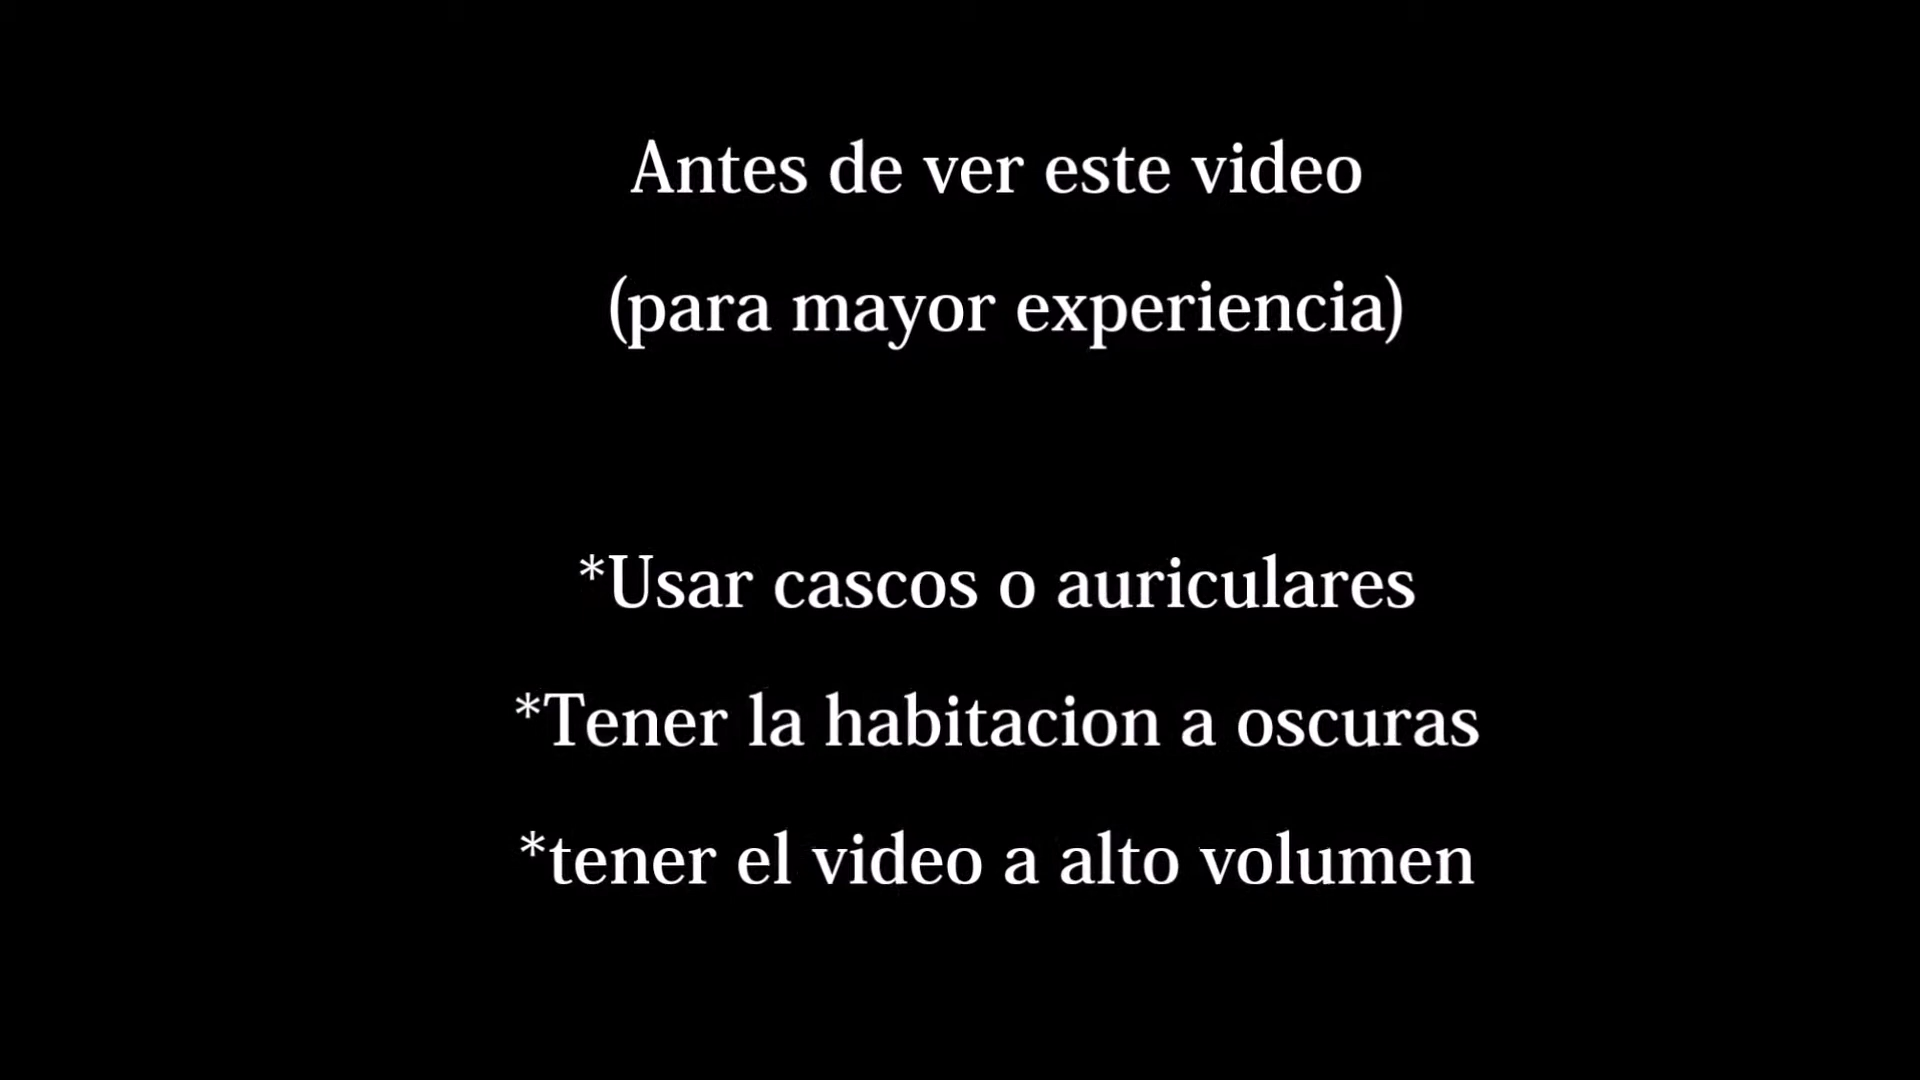 Antes de ver este video
(para mayor experiencia)
*Usar cascos o auriculares
*Tener la habitacion a oscuras
*tener el video a alto volumen